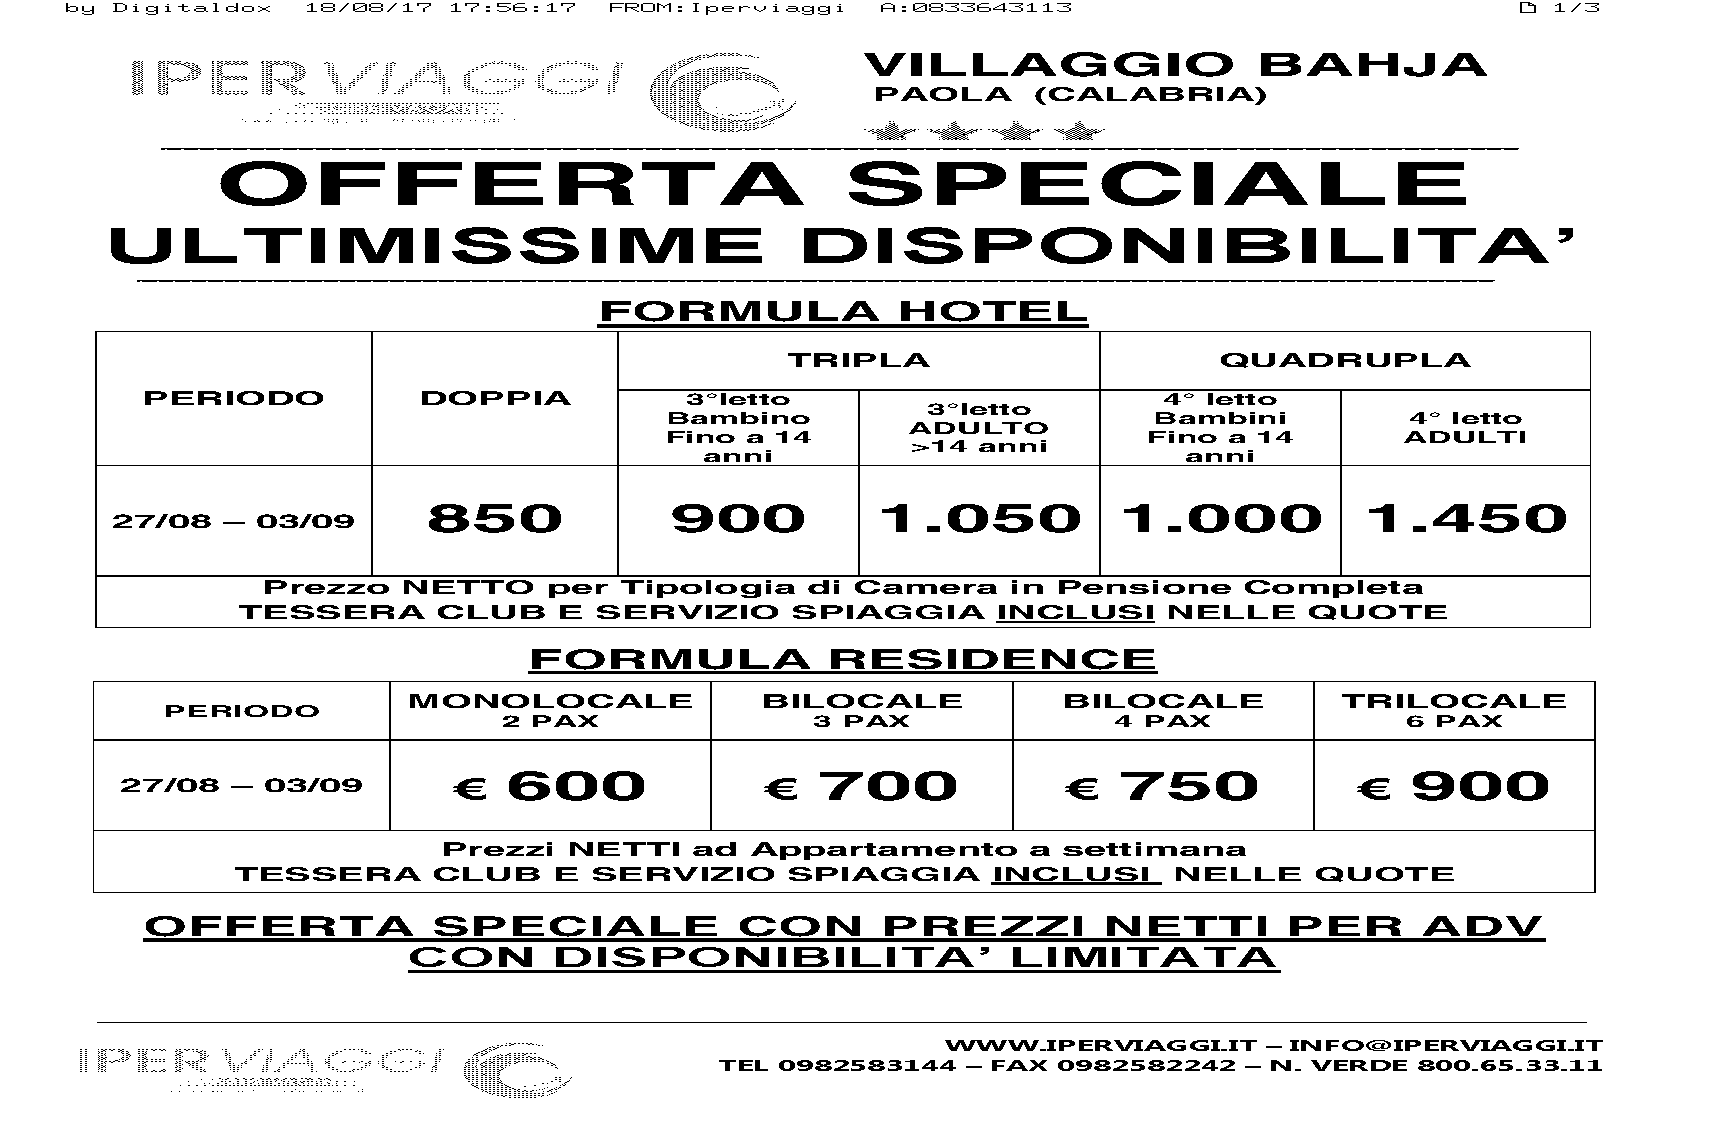 by Digitaldox 18/08/17 17:56:17 FROM:Iperviaggi A:0833643113 1/3
IPERVIAGGI
VILLAGGIO BAHJA
PAOLA (CALABRIA)
OFFERTA SPECIALE
ULTIMISSIME DISPONIBILITA’
FORMULA HOTEL
PERIODO DOPPIA TRIPLA QUADRUPLA
3°letto
Bambino
Fino a 14
anni
3°letto
ADULTO
>14 anni
4° letto
Bambini
Fino a 14
anni
4° letto
ADULTI
27/08 – 03/09 850 900 1.050 1.000 1.450
Prezzo NETTO per Tipologia di Camera in Pensione Completa
TESSERA CLUB E SERVIZIO SPIAGGIA INCLUSI NELLE QUOTE
FORMULA RESIDENCE
PERIODO
MONOLOCALE
2 PAX
BILOCALE
3 PAX
BILOCALE
4 PAX
TRILOCALE
6 PAX
27/08 – 03/09 € 600 € 700 € 750 € 900
Prezzi NETTI ad Appartamento a settimana
TESSERA CLUB E SERVIZIO SPIAGGIA INCLUSI NELLE QUOTE
OFFERTA SPECIALE CON PREZZI NETTI PER ADV
CON DISPONIBILITA’ LIMITATA
IPERVIAGGI
WWW.IPERVIAGGI.IT – INFO@IPERVIAGGI.IT
TEL 0982583144 – FAX 0982582242 – N. VERDE 800.65.33.11